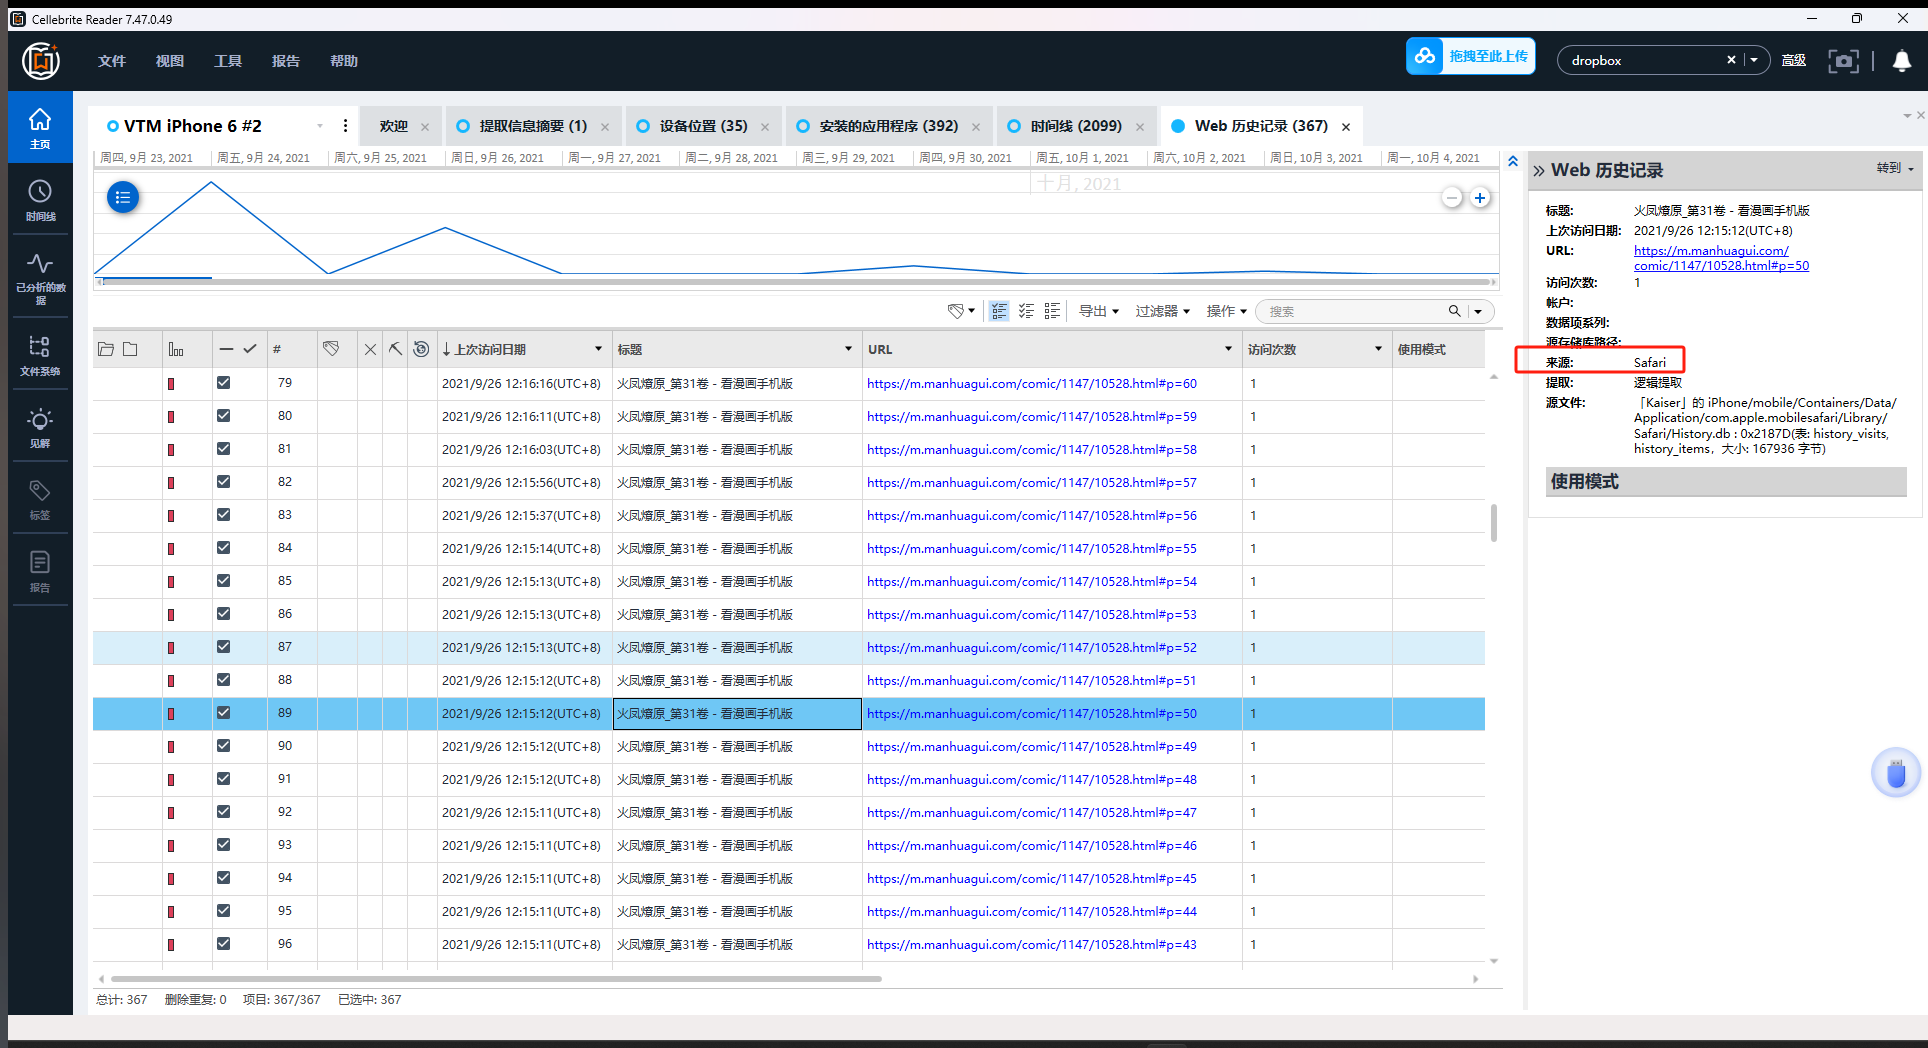 Cellebrite Reader 7.47.0.49
文件 视图 工具 报告 帮助
拖拽至此上传
dropbox
高级
主页
时间线
已分析的数据
文件系统
见解
标签
报告
VTM iPhone 6 #2
欢迎
提取信息摘要 (1)
设备位置 (35)
安装的应用程序 (392)
时间线 (2099)
Web 历史记录 (367)
周四, 9月 23, 2021 周五, 9月 24, 2021 周六, 9月 25, 2021 周日, 9月 26, 2021 周一, 9月 27, 2021 周二, 9月 28, 2021 周三, 9月 29, 2021 周四, 9月 30, 2021 周五, 10月 1, 2021 周六, 10月 2, 2021 周日, 10月 3, 2021 周一, 10月 4, 2021
十月, 2021
导出 过滤器 操作 搜索
# 上次访问日期 标题 URL 访问次数 使用模式
79 2021/9/26 12:16:16(UTC+8) 火凤燎原_第31卷 - 看漫画手机版 https://m.manhuagui.com/comic/1147/10528.html#p=60 1
80 2021/9/26 12:16:11(UTC+8) 火凤燎原_第31卷 - 看漫画手机版 https://m.manhuagui.com/comic/1147/10528.html#p=59 1
81 2021/9/26 12:16:03(UTC+8) 火凤燎原_第31卷 - 看漫画手机版 https://m.manhuagui.com/comic/1147/10528.html#p=58 1
82 2021/9/26 12:15:56(UTC+8) 火凤燎原_第31卷 - 看漫画手机版 https://m.manhuagui.com/comic/1147/10528.html#p=57 1
83 2021/9/26 12:15:37(UTC+8) 火凤燎原_第31卷 - 看漫画手机版 https://m.manhuagui.com/comic/1147/10528.html#p=56 1
84 2021/9/26 12:15:14(UTC+8) 火凤燎原_第31卷 - 看漫画手机版 https://m.manhuagui.com/comic/1147/10528.html#p=55 1
85 2021/9/26 12:15:13(UTC+8) 火凤燎原_第31卷 - 看漫画手机版 https://m.manhuagui.com/comic/1147/10528.html#p=54 1
86 2021/9/26 12:15:13(UTC+8) 火凤燎原_第31卷 - 看漫画手机版 https://m.manhuagui.com/comic/1147/10528.html#p=53 1
87 2021/9/26 12:15:13(UTC+8) 火凤燎原_第31卷 - 看漫画手机版 https://m.manhuagui.com/comic/1147/10528.html#p=52 1
88 2021/9/26 12:15:12(UTC+8) 火凤燎原_第31卷 - 看漫画手机版 https://m.manhuagui.com/comic/1147/10528.html#p=51 1
89 2021/9/26 12:15:12(UTC+8) 火凤燎原_第31卷 - 看漫画手机版 https://m.manhuagui.com/comic/1147/10528.html#p=50 1
90 2021/9/26 12:15:12(UTC+8) 火凤燎原_第31卷 - 看漫画手机版 https://m.manhuagui.com/comic/1147/10528.html#p=49 1
91 2021/9/26 12:15:12(UTC+8) 火凤燎原_第31卷 - 看漫画手机版 https://m.manhuagui.com/comic/1147/10528.html#p=48 1
92 2021/9/26 12:15:11(UTC+8) 火凤燎原_第31卷 - 看漫画手机版 https://m.manhuagui.com/comic/1147/10528.html#p=47 1
93 2021/9/26 12:15:11(UTC+8) 火凤燎原_第31卷 - 看漫画手机版 https://m.manhuagui.com/comic/1147/10528.html#p=46 1
94 2021/9/26 12:15:11(UTC+8) 火凤燎原_第31卷 - 看漫画手机版 https://m.manhuagui.com/comic/1147/10528.html#p=45 1
95 2021/9/26 12:15:11(UTC+8) 火凤燎原_第31卷 - 看漫画手机版 https://m.manhuagui.com/comic/1147/10528.html#p=44 1
96 2021/9/26 12:15:11(UTC+8) 火凤燎原_第31卷 - 看漫画手机版 https://m.manhuagui.com/comic/1147/10528.html#p=43 1
总计: 367 删除重复: 0 项目: 367/367 已选中: 367
Web 历史记录 转到
标题: 火凤燎原_第31卷 - 看漫画手机版
上次访问日期: 2021/9/26 12:15:12(UTC+8)
URL: https://m.manhuagui.com/
comic/1147/10528.html#p=50
访问次数: 1
帐户:
数据项系列:
源存储库路径:
来源: Safari
提取: 逻辑提取
源文件: 「Kaiser」的 iPhone/mobile/Containers/Data/
Application/com.apple.mobilesafari/Library/
Safari/History.db : 0x2187D(表: history_visits,
history_items，大小: 167936 字节)
使用模式